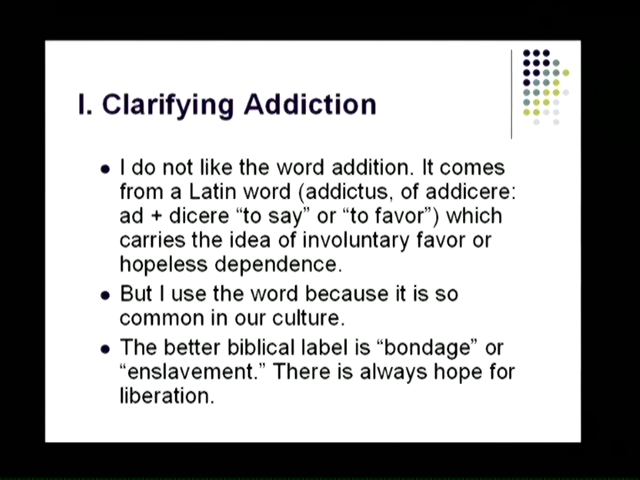 I. Clarifying Addiction
● I do not like the word addition. It comes
from a Latin word (addictus, of addicere:
ad + dicere “to say” or “to favor”) which
carries the idea of involuntary favor or
hopeless dependence.
● But I use the word because it is so
common in our culture.
● The better biblical label is “bondage” or
“enslavement.” There is always hope for
liberation.